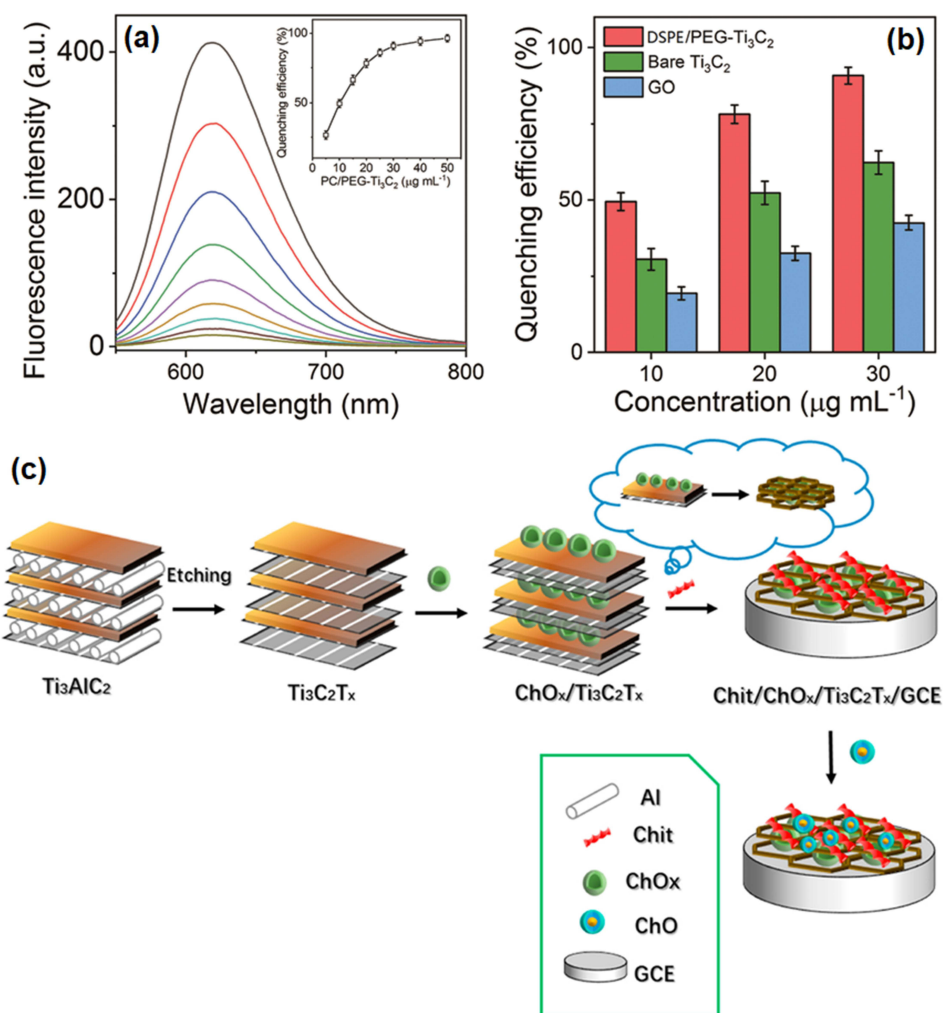 (a)
Fluorescence intensity (a.u.)
400
200
0
600
700
800
Wavelength (nm)
Quenching efficiency (%)
100
50
0
10
20
30
40
50
PC/PEG-Ti₃C₂ (μg mL⁻¹)
(b)
Quenching efficiency (%)
100
50
0
DSPE/PEG-Ti₃C₂
Bare Ti₃C₂
GO
10
20
30
Concentration (μg mL⁻¹)
(c)
Etching
Ti₃AlC₂
Ti₃C₂Tₓ
ChOₓ/Ti₃C₂Tₓ
Chit/ChOₓ/Ti₃C₂Tₓ/GCE
Al
Chit
ChOx
ChO
GCE